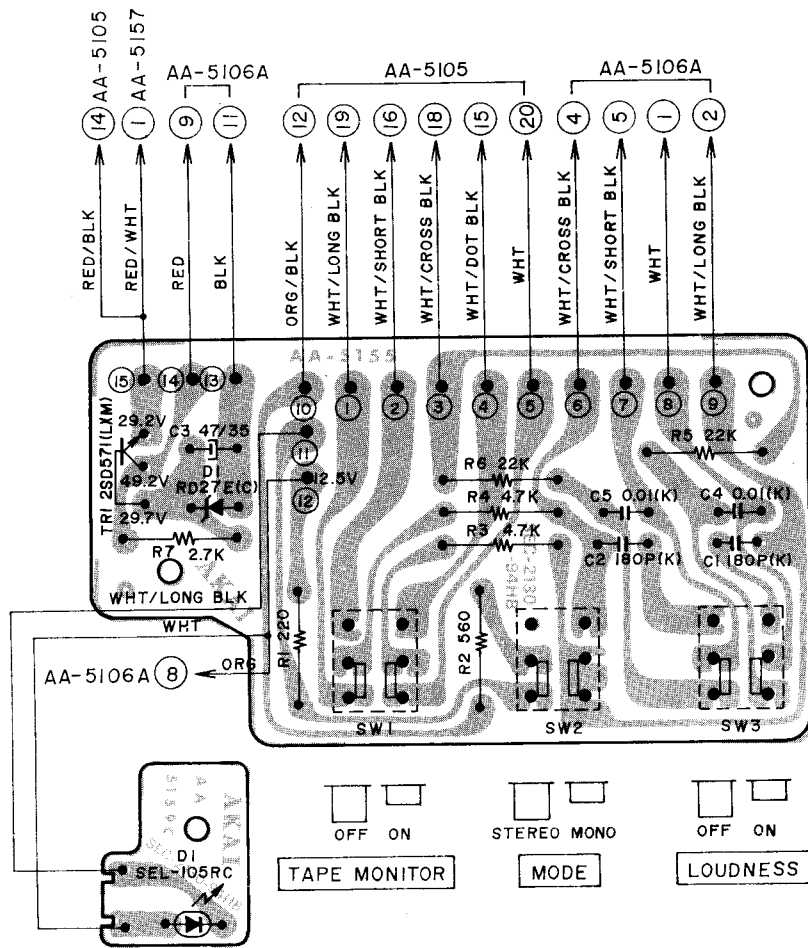 AA-5105
AA-5157
AA-5106A
AA-5105
AA-5106A
14 1 9 11 12 19 16 18 15 20 4 5 1 2
RED/BLK
RED/WHT
RED
BLK
ORG/BLK
WHT/LONG BLK
WHT/SHORT BLK
WHT/CROSS BLK
WHT/DOT BLK
WHT
WHT/CROSS BLK
WHT/SHORT BLK
WHT
WHT/LONG BLK
AA-5155
15 14 13 10 1 2 3 4 5 6 7 8 9
11
12
12.5V
TR1 2SD571(LXM)
29.2V
49.2V
29.7V
C3 47/35
D1
RD27E(C)
R7 2.7K
R5 22K
R6 22K
R4 4.7K
R3 4.7K
C5 0.01(K)
C4 0.01(K)
C2 180P(K)
C1 180P(K)
AKAI
WHT/LONG BLK
WHT
ORG
AA-5106A 8
R1 220
R2 560
SW1
SW2
SW3
AKAI
AA
5159C
D1
SEL-105RC
OFF ON
STEREO MONO
OFF ON
TAPE MONITOR
MODE
LOUDNESS